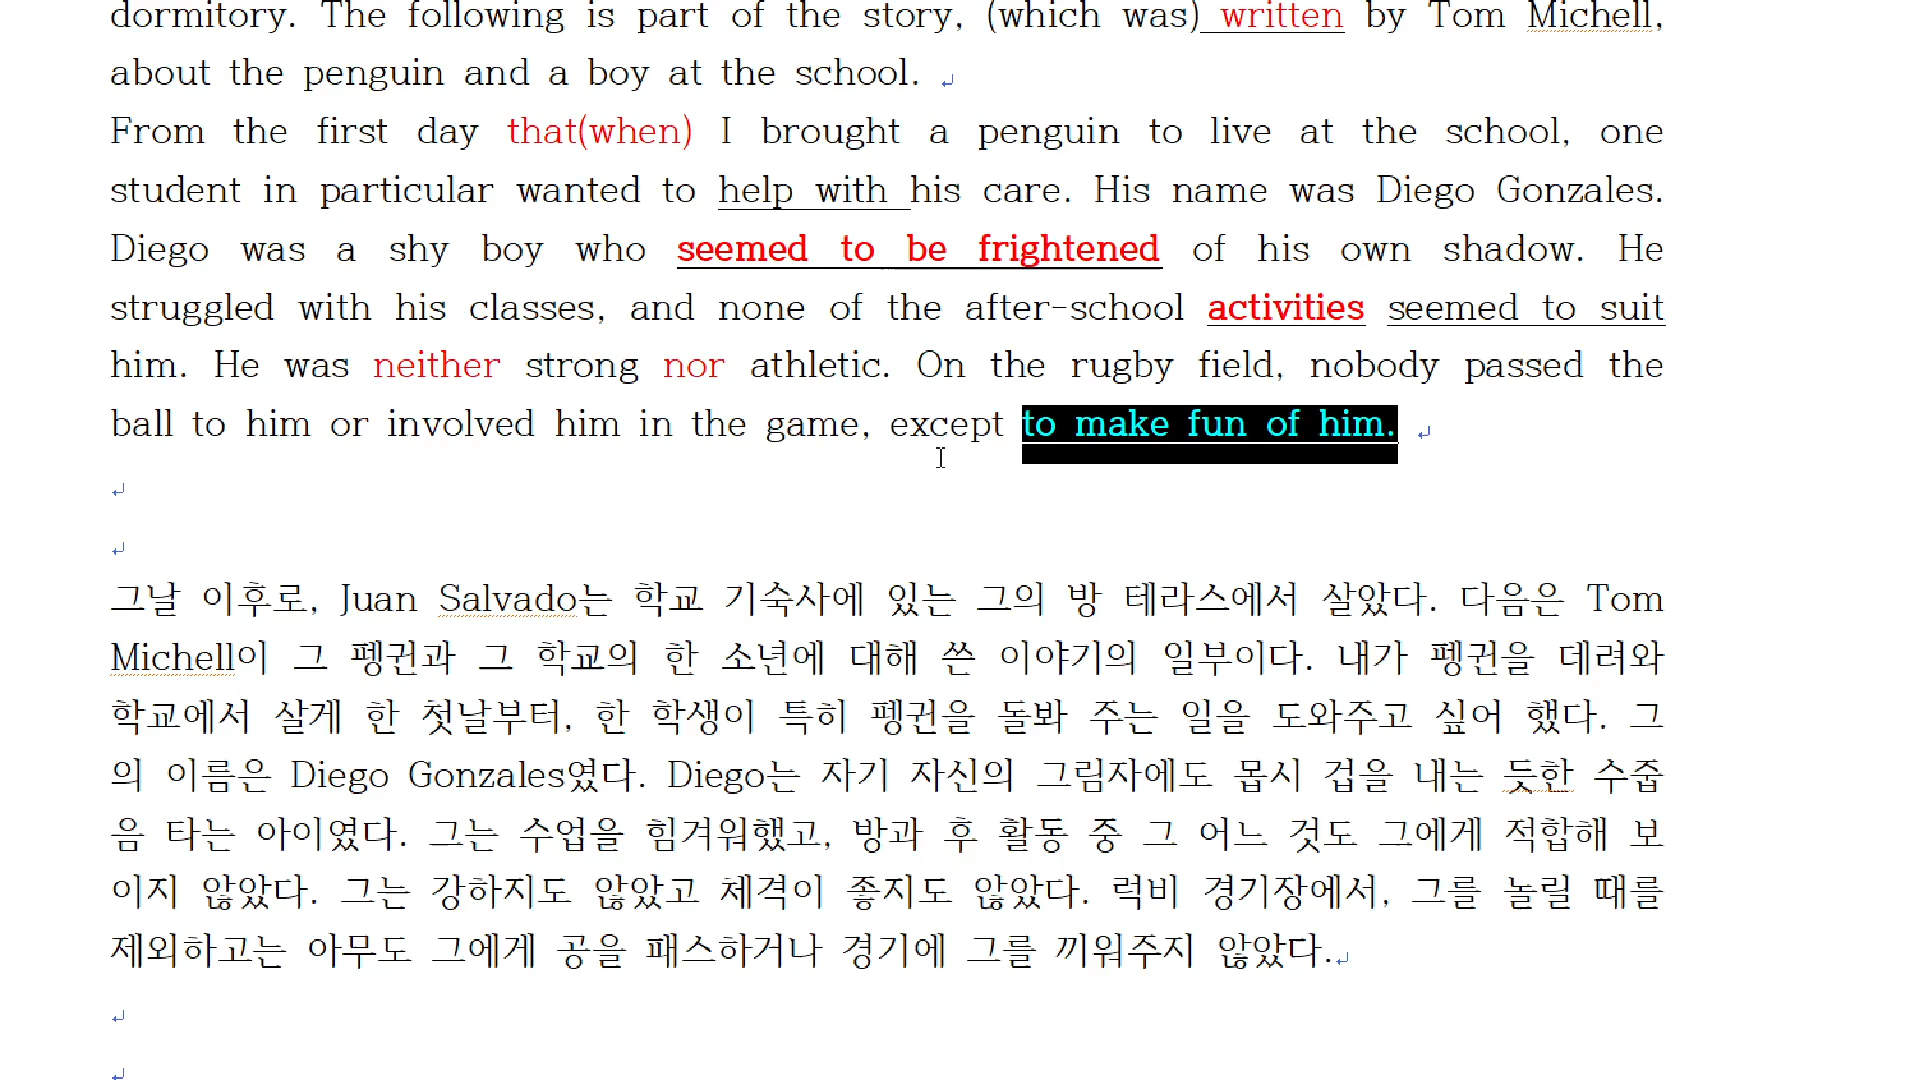 dormitory. The following is part of the story, (which was) written by Tom Michell,
about the penguin and a boy at the school.
From the first day that(when) I brought a penguin to live at the school, one
student in particular wanted to help with his care. His name was Diego Gonzales.
Diego was a shy boy who seemed to be frightened of his own shadow. He
struggled with his classes, and none of the after-school activities seemed to suit
him. He was neither strong nor athletic. On the rugby field, nobody passed the
ball to him or involved him in the game, except to make fun of him.
그날 이후로, Juan Salvado는 학교 기숙사에 있는 그의 방 테라스에서 살았다. 다음은 Tom
Michell이 그 펭귄과 그 학교의 한 소년에 대해 쓴 이야기의 일부이다. 내가 펭귄을 데려와
학교에서 살게 한 첫날부터, 한 학생이 특히 펭귄을 돌봐 주는 일을 도와주고 싶어 했다. 그
의 이름은 Diego Gonzales였다. Diego는 자기 자신의 그림자에도 몹시 겁을 내는 듯한 수줍
음 타는 아이였다. 그는 수업을 힘겨워했고, 방과 후 활동 중 그 어느 것도 그에게 적합해 보
이지 않았다. 그는 강하지도 않았고 체격이 좋지도 않았다. 럭비 경기장에서, 그를 놀릴 때를
제외하고는 아무도 그에게 공을 패스하거나 경기에 그를 끼워주지 않았다.